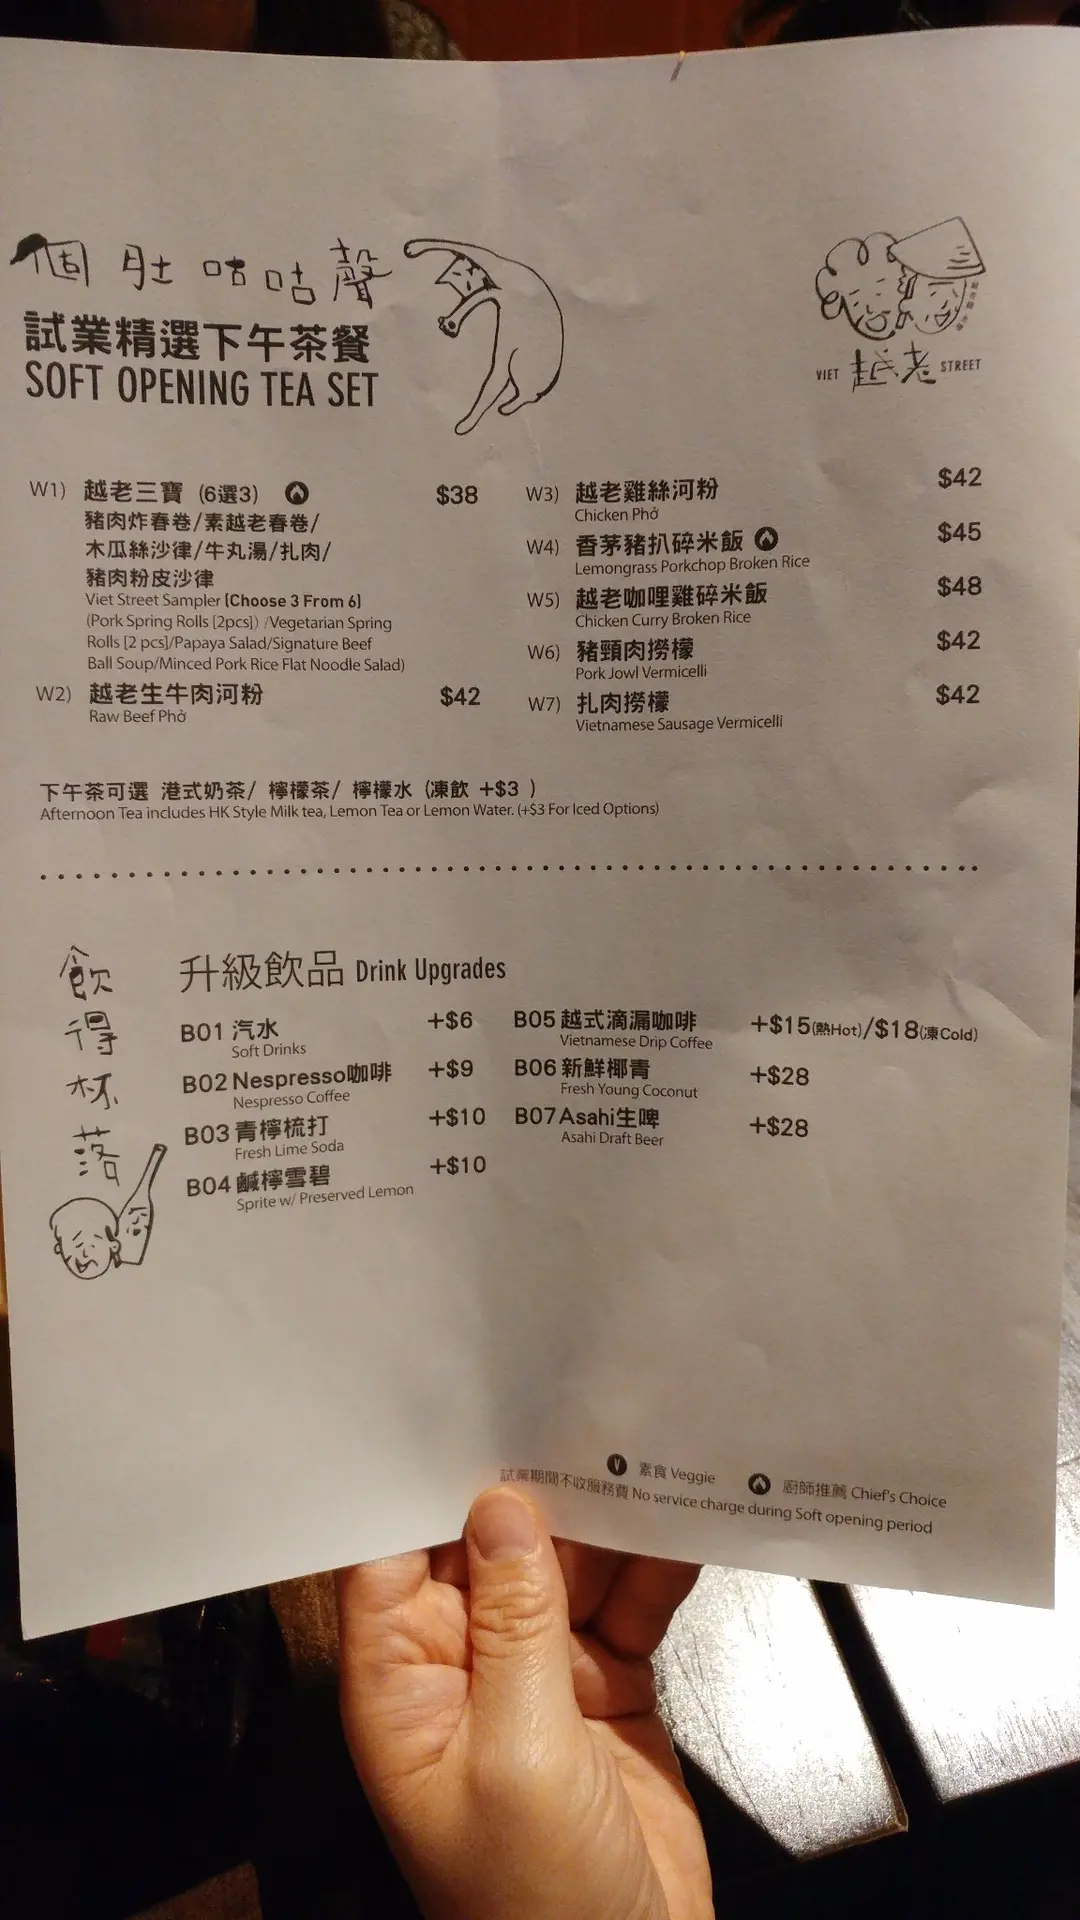 個肚咕咕聲
試業精選下午茶餐
SOFT OPENING TEA SET
VIET 越老 STREET
W1) 越老三寶 (6選3) $38
豬肉炸春卷/素越老春卷/
木瓜絲沙律/牛丸湯/扎肉/
豬肉粉皮沙律
Viet Street Sampler (Choose 3 From 6)
(Pork Spring Rolls [2pcs]) /Vegetarian Spring
Rolls [2 pcs]/Papaya Salad/Signature Beef
Ball Soup/Minced Pork Rice Flat Noodle Salad)
W2) 越老生牛肉河粉 $42
Raw Beef Phở
W3) 越老雞絲河粉 $42
Chicken Phở
W4) 香茅豬扒碎米飯 $45
Lemongrass Porkchop Broken Rice
W5) 越老咖哩雞碎米飯 $48
Chicken Curry Broken Rice
W6) 豬頸肉撈檬 $42
Pork Jowl Vermicelli
W7) 扎肉撈檬 $42
Vietnamese Sausage Vermicelli
下午茶可選 港式奶茶/ 檸檬茶/ 檸檬水 (凍飲 +$3 )
Afternoon Tea includes HK Style Milk tea, Lemon Tea or Lemon Water. (+$3 For Iced Options)
飲得杯落
升級飲品 Drink Upgrades
B01 汽水 +$6
Soft Drinks
B02 Nespresso咖啡 +$9
Nespresso Coffee
B03 青檸梳打 +$10
Fresh Lime Soda
B04 鹹檸雪碧 +$10
Sprite w/ Preserved Lemon
B05 越式滴漏咖啡 +$15(熱Hot)/$18(凍Cold)
Vietnamese Drip Coffee
B06 新鮮椰青 +$28
Fresh Young Coconut
B07 Asahi生啤 +$28
Asahi Draft Beer
V 素食 Veggie 廚師推薦 Chief's Choice
試業期間不收服務費 No service charge during Soft opening period